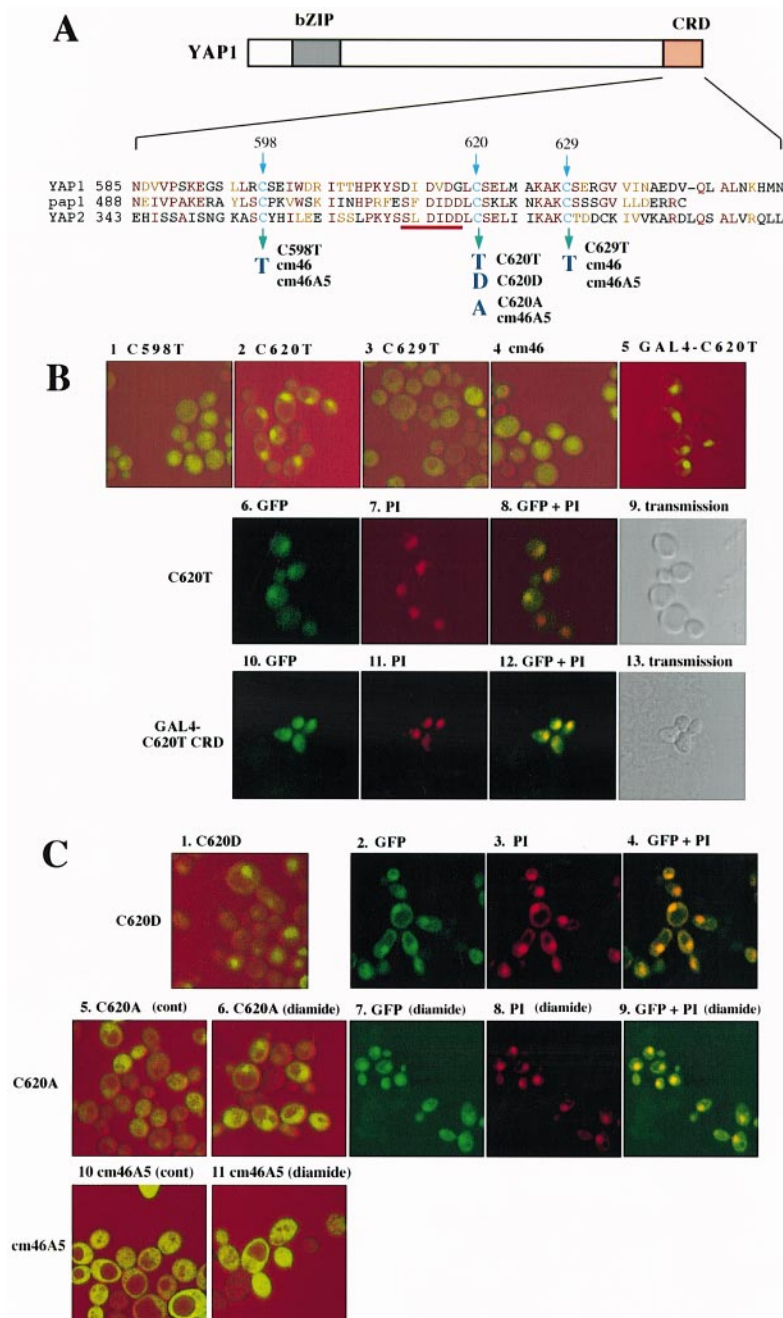 A
bZIP
CRD
YAP1
598
620
629
YAP1 585 NDVVPSKEGS LLRCSEIWDR ITTHPKYSDI DVDGLCSELM AKAKCSERGV VINAEDV-QL ALNKHMN
pap1 488 NEIVPAKERA YLSCPKVWSK IINHPRFESF DIDDLCSKLK NKAKCSSSGV LLDERRC
YAP2 343 EHISSAISNG KASCYHILEE ISSLPKYSSL DIDDLCSELI IKAKCTDDCK IVVKARDLQS ALVRQLL
T
C598T
cm46
cm46A5
T C620T
D C620D
A C620A
cm46A5
T
C629T
cm46
cm46A5
B
1 C598T
2 C620T
3 C629T
4 cm46
5 GAL4-C620T
6. GFP
7. PI
8. GFP + PI
9. transmission
C620T
10. GFP
11. PI
12. GFP + PI
13. transmission
GAL4-
C620T CRD
C
1. C620D
2. GFP
3. PI
4. GFP + PI
C620D
5. C620A (cont)
6. C620A (diamide)
7. GFP (diamide)
8. PI (diamide)
9. GFP + PI (diamide)
C620A
10 cm46A5 (cont)
11 cm46A5 (diamide)
cm46A5